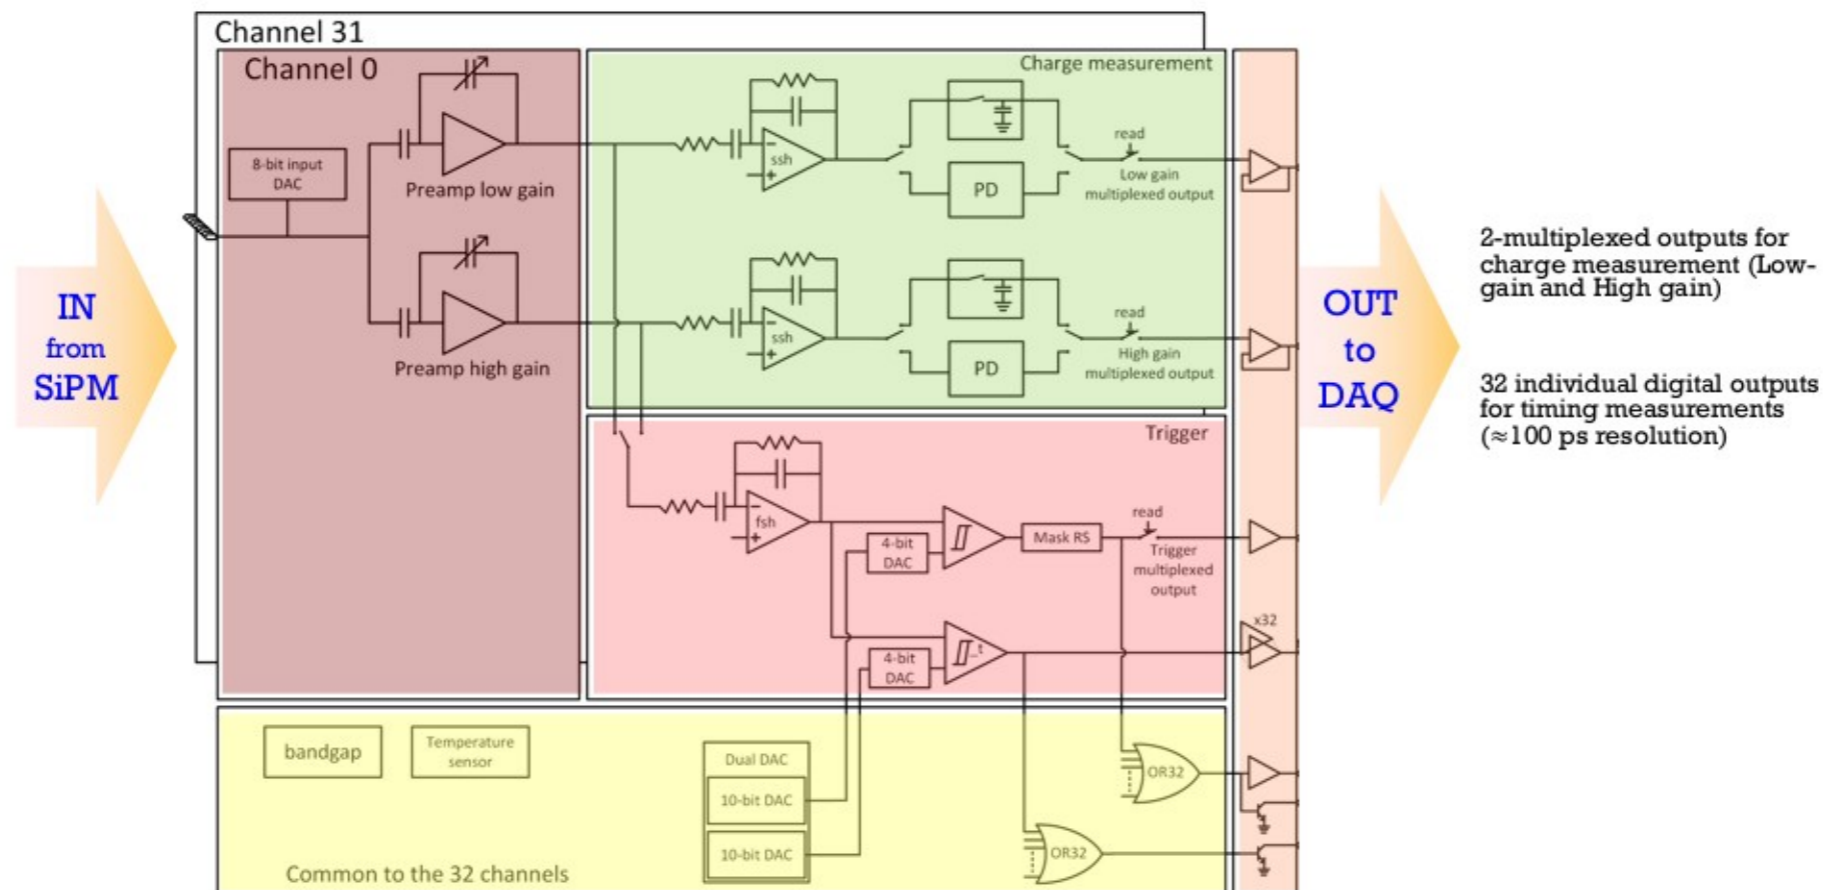 Channel 31
Channel 0
8-bit input
DAC
Preamp low gain
Preamp high gain
IN
from
SiPM
Charge measurement
ssh
PD
read
Low gain
multiplexed output
ssh
PD
read
High gain
multiplexed output
Trigger
fsh
4-bit
DAC
Mask RS
read
Trigger
multiplexed
output
4-bit
DAC
_t
x32
bandgap
Temperature
sensor
Dual DAC
10-bit DAC
10-bit DAC
OR32
OR32
Common to the 32 channels
OUT
to
DAQ
2-multiplexed outputs for
charge measurement (Low-
gain and High gain)
32 individual digital outputs
for timing measurements
(≈100 ps resolution)